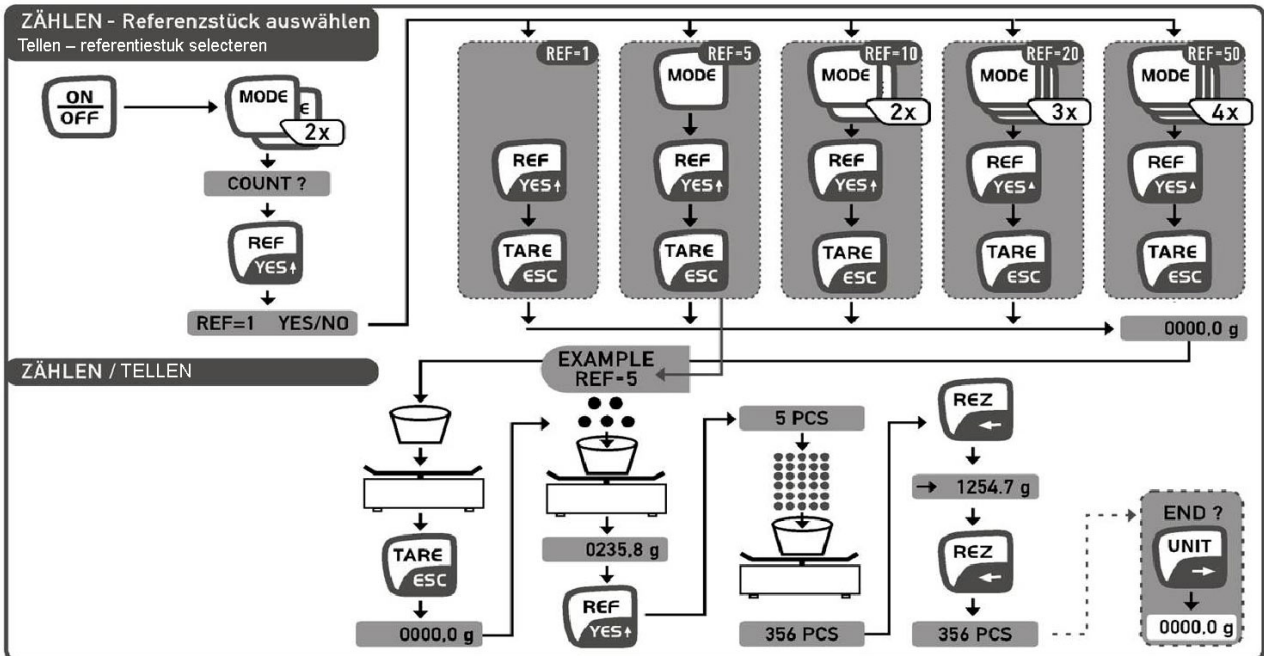 ZÄHLEN - Referenzstück auswählen
Tellen – referentiestuk selecteren
ON
OFF
MODE
E
2x
COUNT ?
REF
YES↑
REF=1 YES/NO
REF=1
REF
YES↑
TARE
ESC
REF=5
MODE
REF
YES↑
TARE
ESC
REF=10
MODE
2x
REF
YES↑
TARE
ESC
REF=20
MODE
3x
REF
YES▲
TARE
ESC
REF=50
MODE
4x
REF
YES▲
TARE
ESC
0000,0 g
ZÄHLEN / TELLEN
TARE
ESC
0000,0 g
EXAMPLE
REF=5
0235,8 g
REF
YES↑
5 PCS
356 PCS
REZ
←
→ 1254.7 g
REZ
←
356 PCS
END ?
UNIT
→
0000,0 g